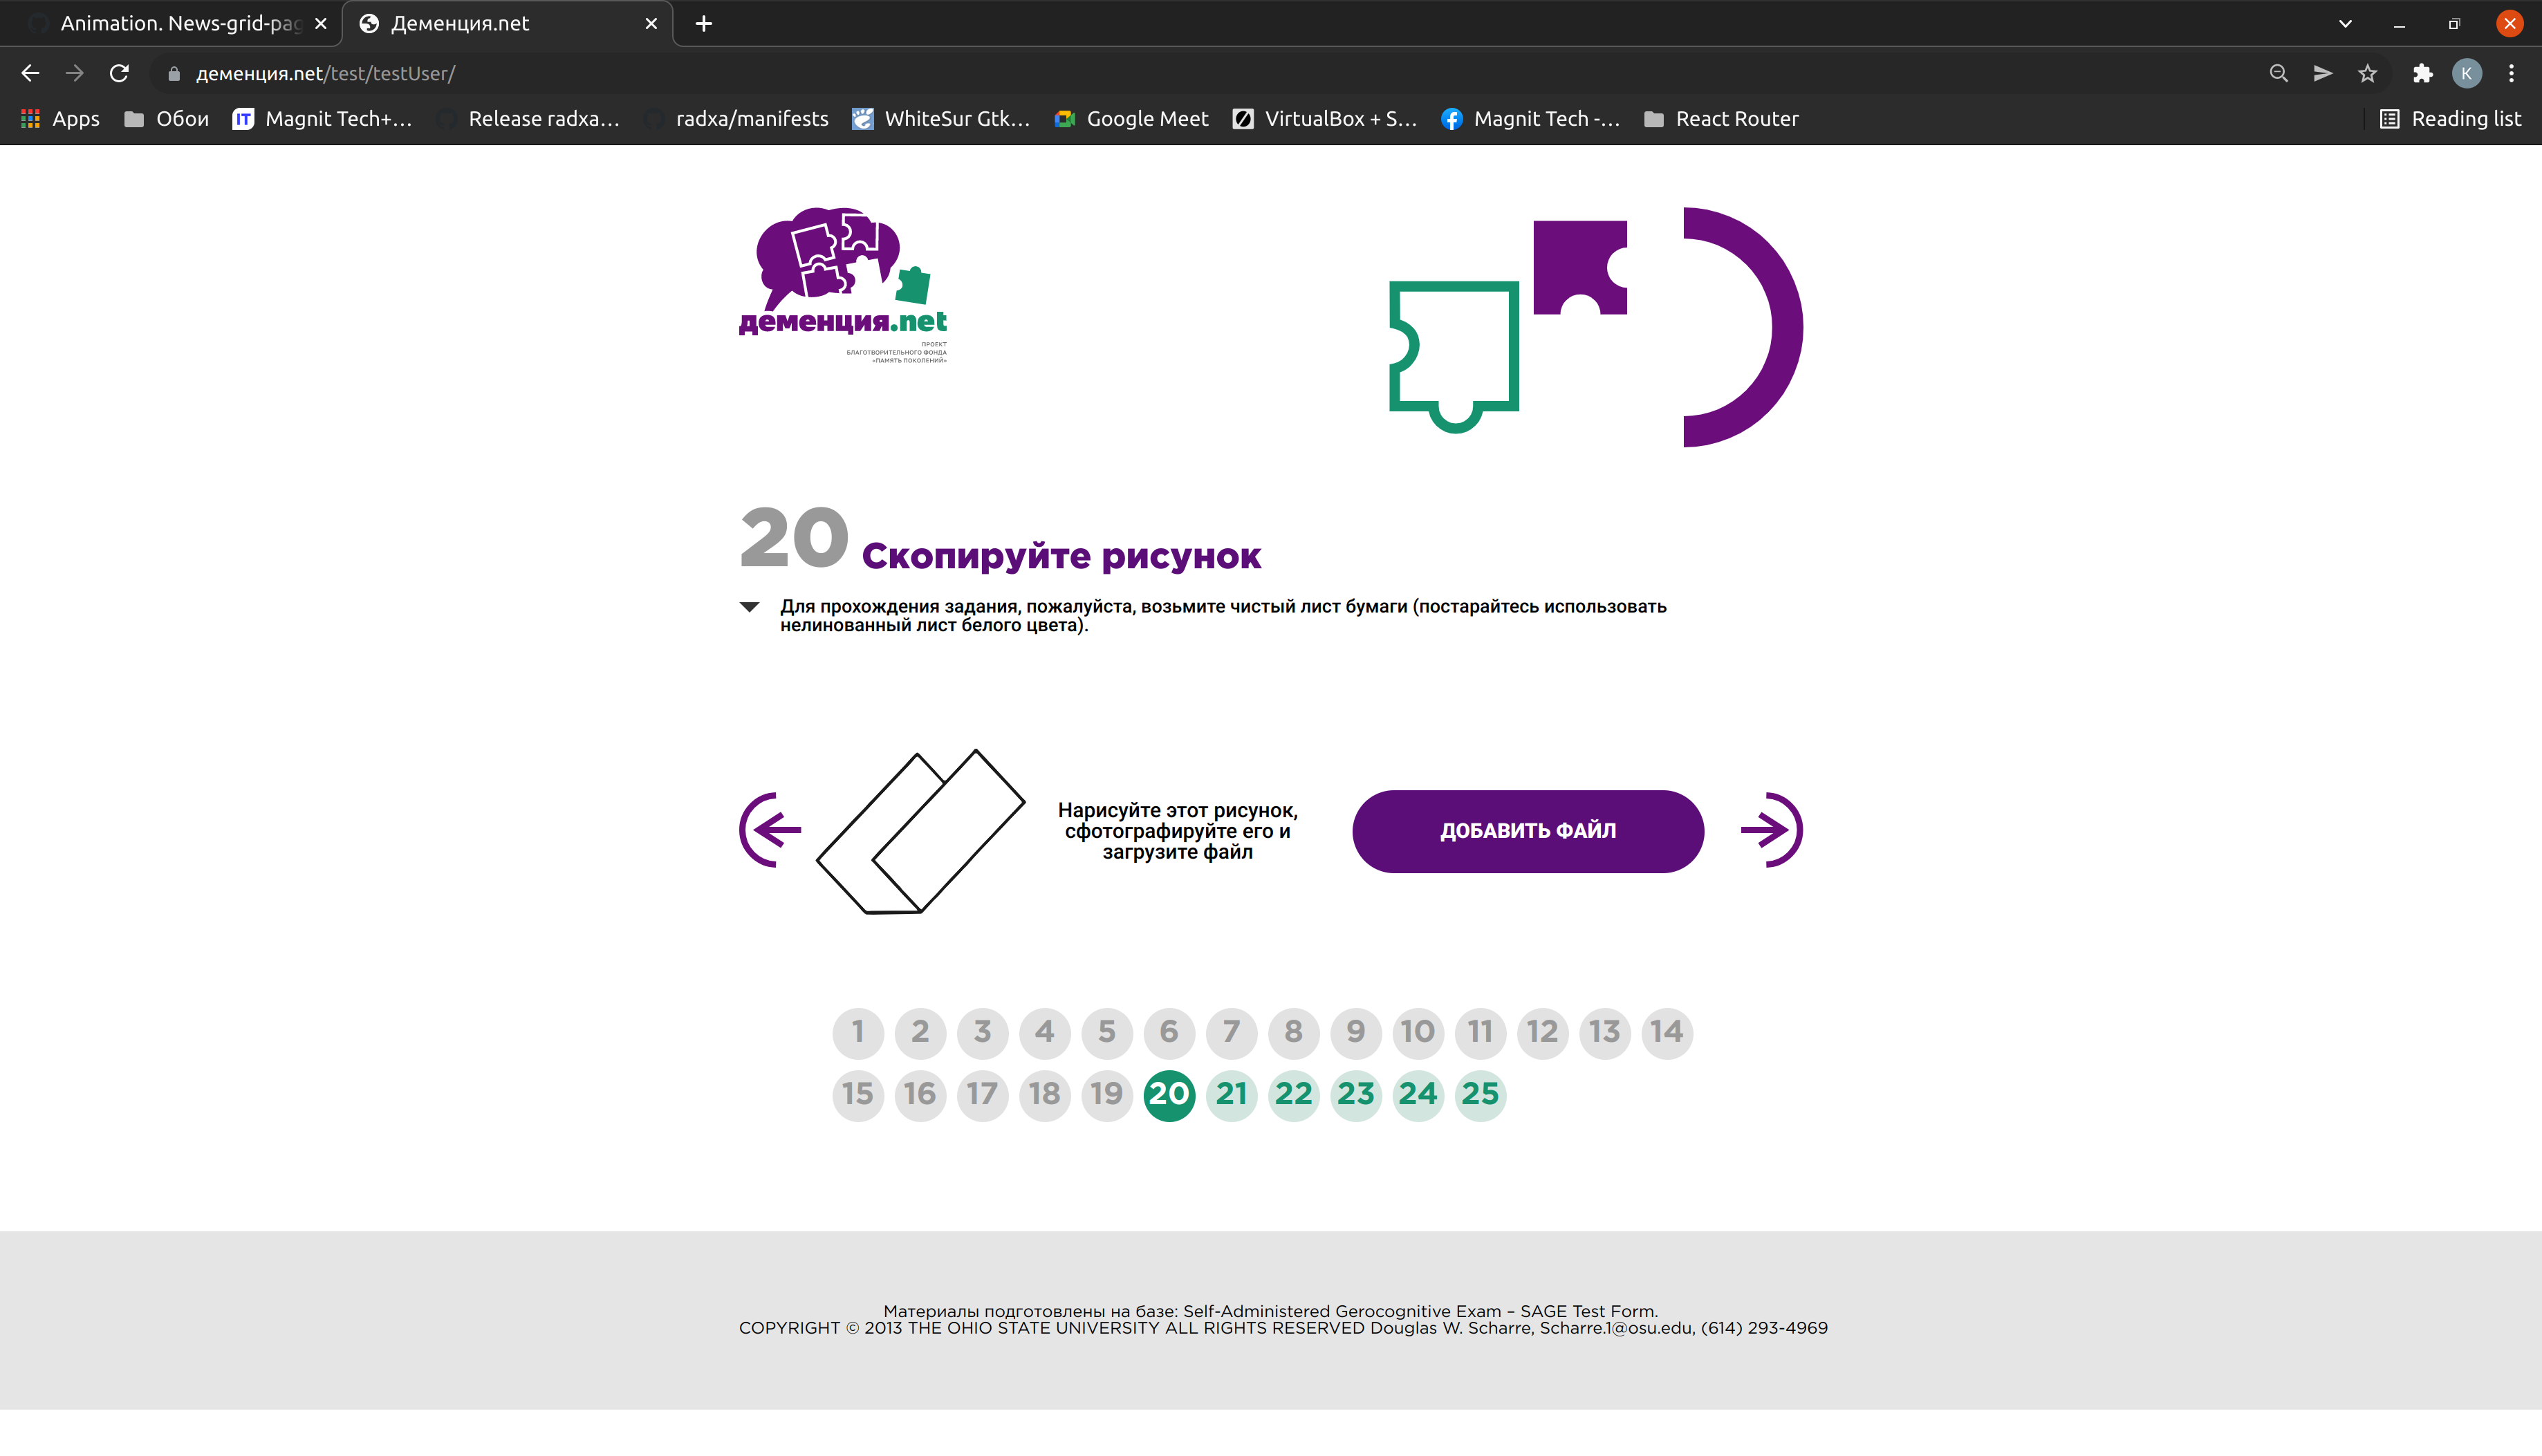 Animation. News-grid-pag
Деменция.net
деменция.net/test/testUser/
K
Apps
Обои
IT
Magnit Tech+...
Release radxa...
radxa/manifests
WhiteSur Gtk...
Google Meet
VirtualBox + S...
Magnit Tech -...
React Router
Reading list
деменция.net
ПРОЕКТ
БЛАГОТВОРИТЕЛЬНОГО ФОНДА
«ПАМЯТЬ ПОКОЛЕНИЙ»
20 Скопируйте рисунок
Для прохождения задания, пожалуйста, возьмите чистый лист бумаги (постарайтесь использовать
нелинованный лист белого цвета).
Нарисуйте этот рисунок,
сфотографируйте его и
загрузите файл
ДОБАВИТЬ ФАЙЛ
1 2 3 4 5 6 7 8 9 10 11 12 13 14
15 16 17 18 19 20 21 22 23 24 25
Материалы подготовлены на базе: Self-Administered Gerocognitive Exam – SAGE Test Form.
COPYRIGHT © 2013 THE OHIO STATE UNIVERSITY ALL RIGHTS RESERVED Douglas W. Scharre, Scharre.1@osu.edu, (614) 293-4969